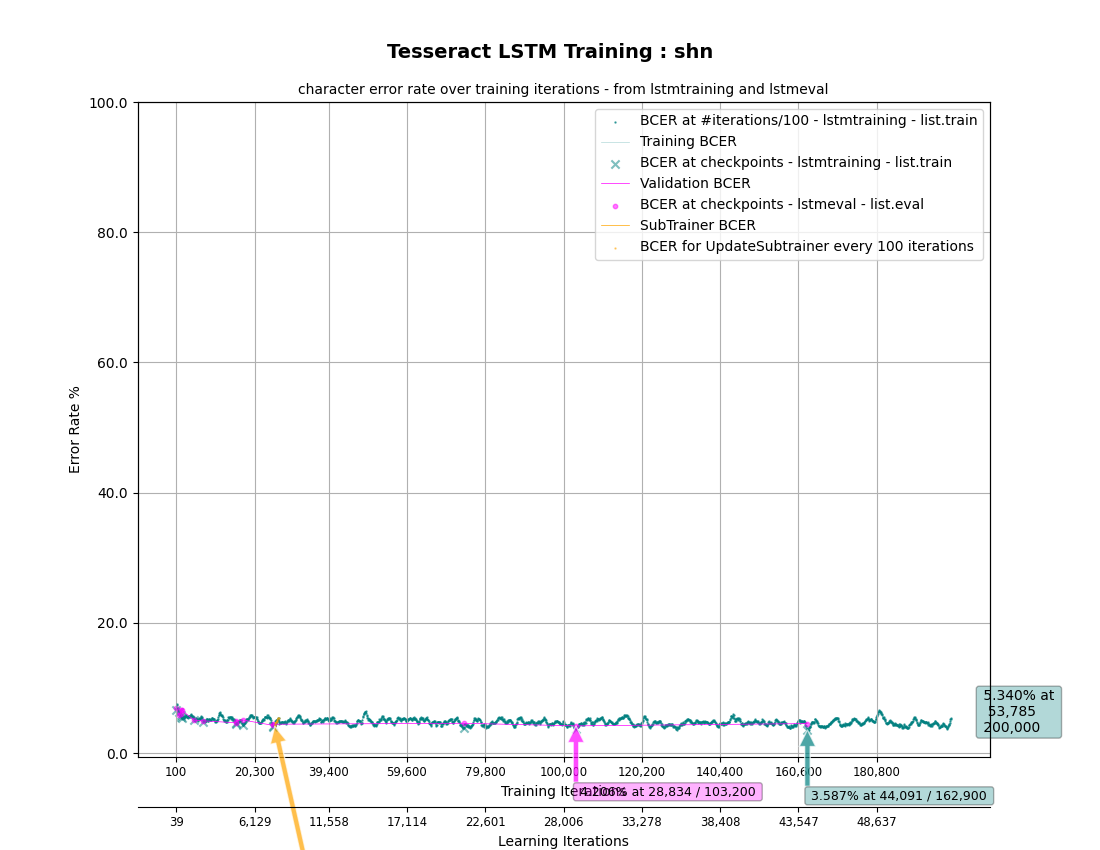 Tesseract LSTM Training : shn
character error rate over training iterations - from lstmtraining and lstmeval
100.0
80.0
60.0
40.0
20.0
0.0
Error Rate %
BCER at #iterations/100 - lstmtraining - list.train
Training BCER
BCER at checkpoints - lstmtraining - list.train
Validation BCER
BCER at checkpoints - lstmeval - list.eval
SubTrainer BCER
BCER for UpdateSubtrainer every 100 iterations
5.340% at
53,785
200,000
100 20,300 39,400 59,600 79,800 100,000 120,200 140,400 160,600 180,800
Training Iterations
4.206% at 28,834 / 103,200
3.587% at 44,091 / 162,900
39 6,129 11,558 17,114 22,601 28,006 33,278 38,408 43,547 48,637
Learning Iterations